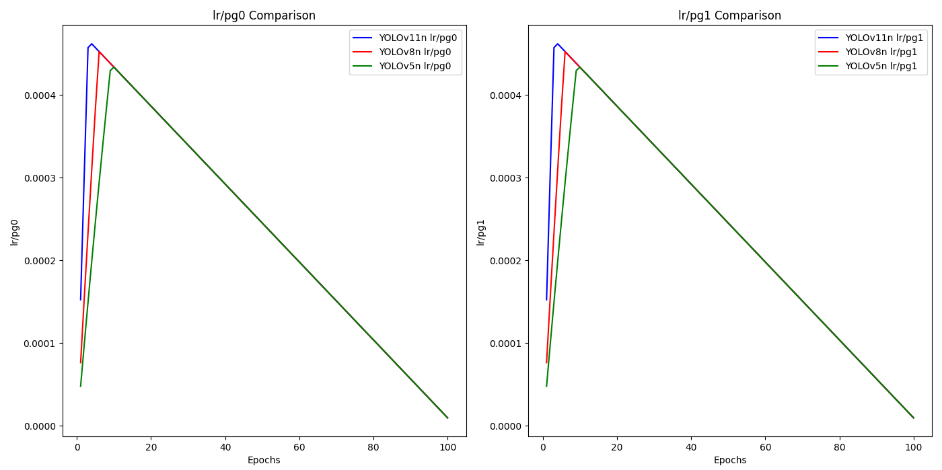 lr/pg0 Comparison
YOLOv11n lr/pg0
YOLOv8n lr/pg0
YOLOv5n lr/pg0
lr/pg0
0.0004
0.0003
0.0002
0.0001
0.0000
0 20 40 60 80 100
Epochs
lr/pg1 Comparison
YOLOv11n lr/pg1
YOLOv8n lr/pg1
YOLOv5n lr/pg1
lr/pg1
0.0004
0.0003
0.0002
0.0001
0.0000
0 20 40 60 80 100
Epochs